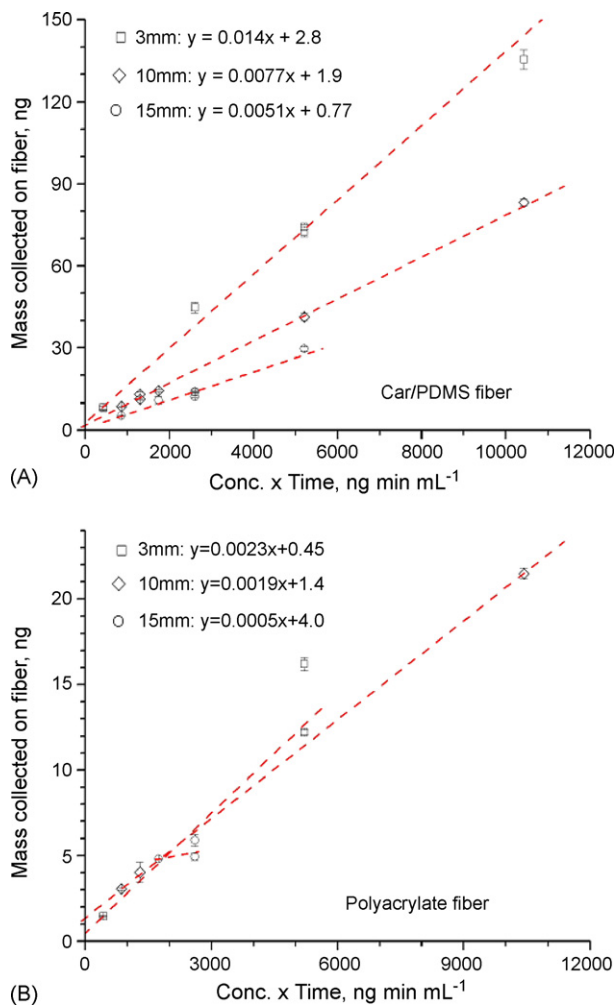 150
3mm: y = 0.014x + 2.8
10mm: y = 0.0077x + 1.9
15mm: y = 0.0051x + 0.77
120
90
60
30
0
Mass collected on fiber, ng
Car/PDMS fiber
0 2000 4000 6000 8000 10000 12000
(A) Conc. x Time, ng min mL⁻¹
3mm: y=0.0023x+0.45
10mm: y=0.0019x+1.4
15mm: y=0.0005x+4.0
20
15
10
5
0
Mass collected on fiber, ng
Polyacrylate fiber
0 3000 6000 9000 12000
(B) Conc. x Time, ng min mL⁻¹